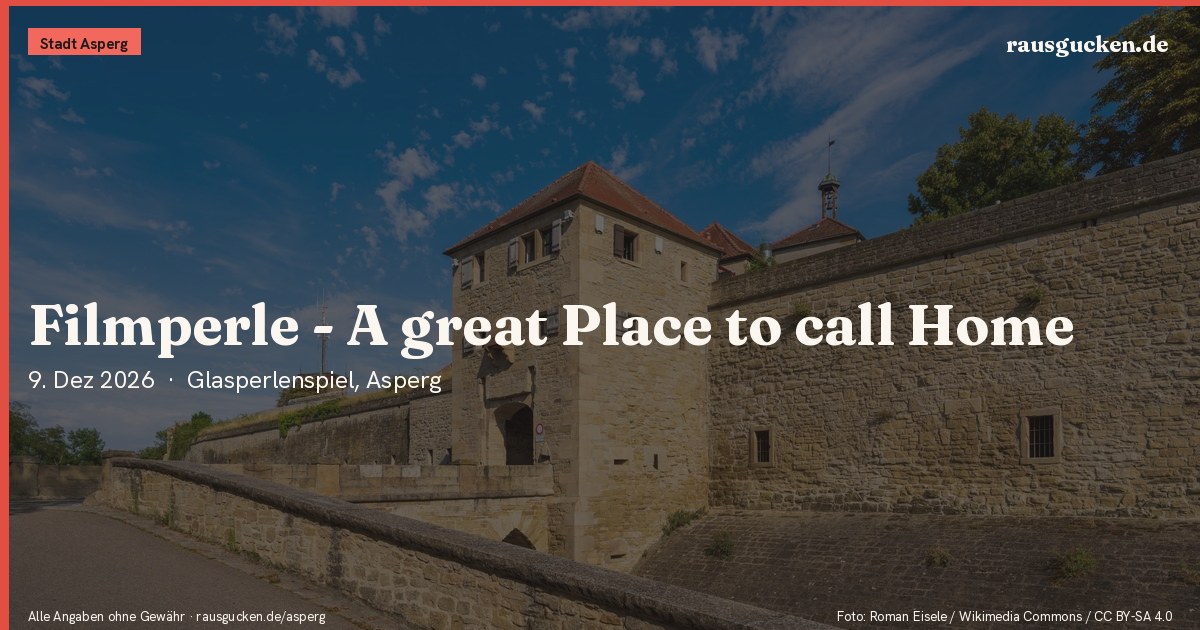 Stadt Asperg
rausgucken.de
Filmperle - A great Place to call Home
9. Dez 2026 · Glasperlenspiel, Asperg
Alle Angaben ohne Gewähr · rausgucken.de/asperg
Foto: Roman Eisele / Wikimedia Commons / CC BY-SA 4.0